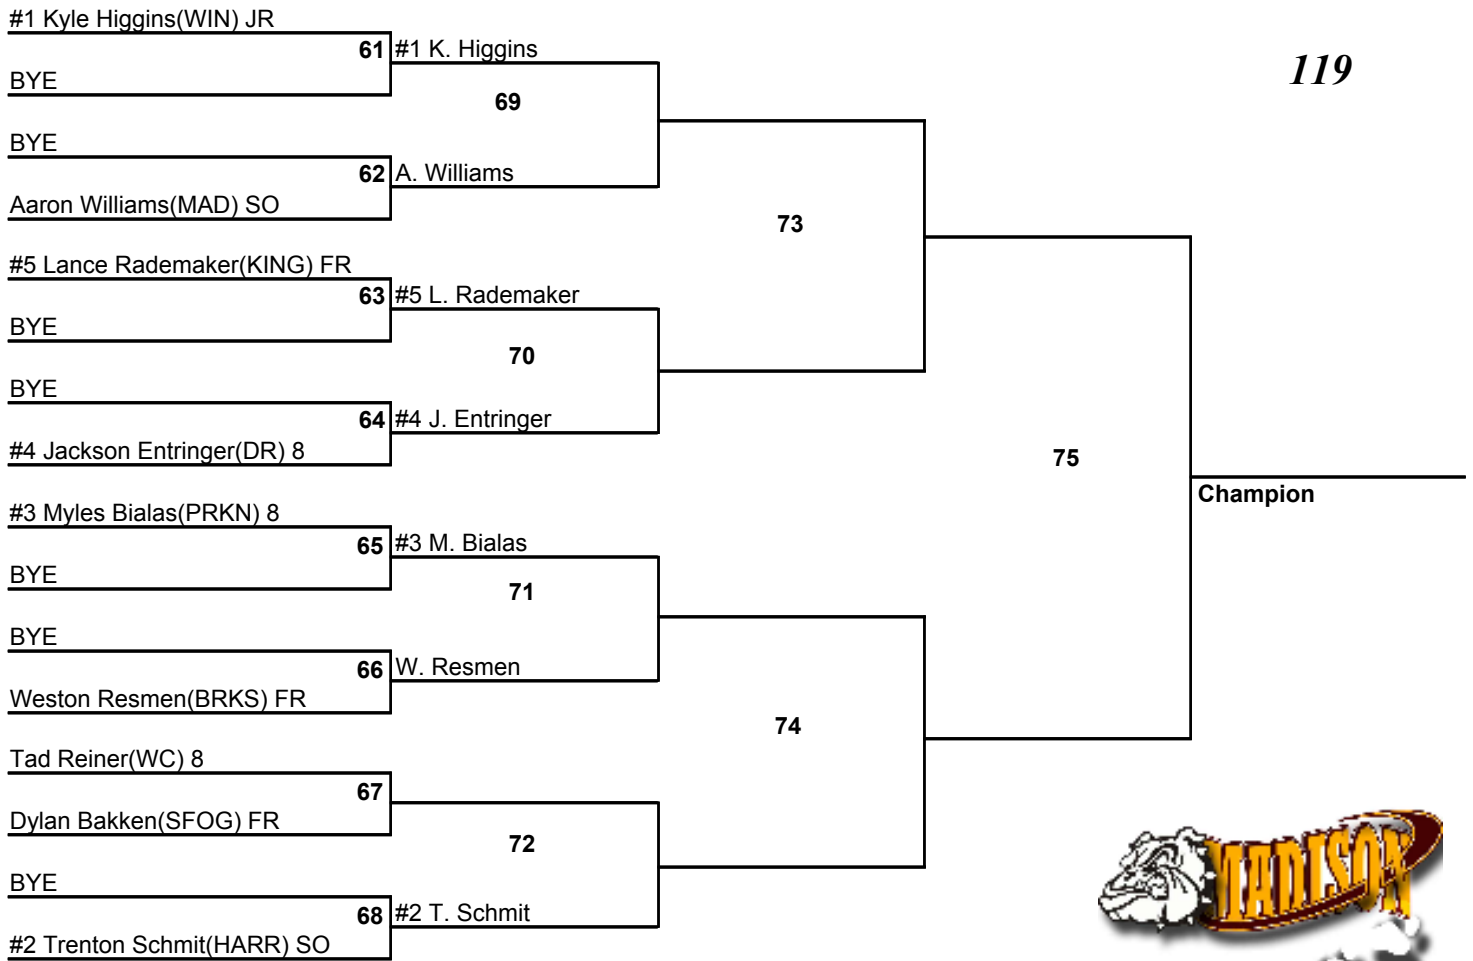 #1 Kyle Higgins(WIN) JR
61 #1 K. Higgins
119
BYE
69
BYE
62 A. Williams
Aaron Williams(MAD) SO
73
#5 Lance Rademaker(KING) FR
63 #5 L. Rademaker
BYE
70
BYE
64 #4 J. Entringer
#4 Jackson Entringer(DR) 8
75
Champion
#3 Myles Bialas(PRKN) 8
65 #3 M. Bialas
BYE
71
BYE
66 W. Resmen
Weston Resmen(BRKS) FR
74
Tad Reiner(WC) 8
67
Dylan Bakken(SFOG) FR
72
BYE
68 #2 T. Schmit
#2 Trenton Schmit(HARR) SO
MADISON